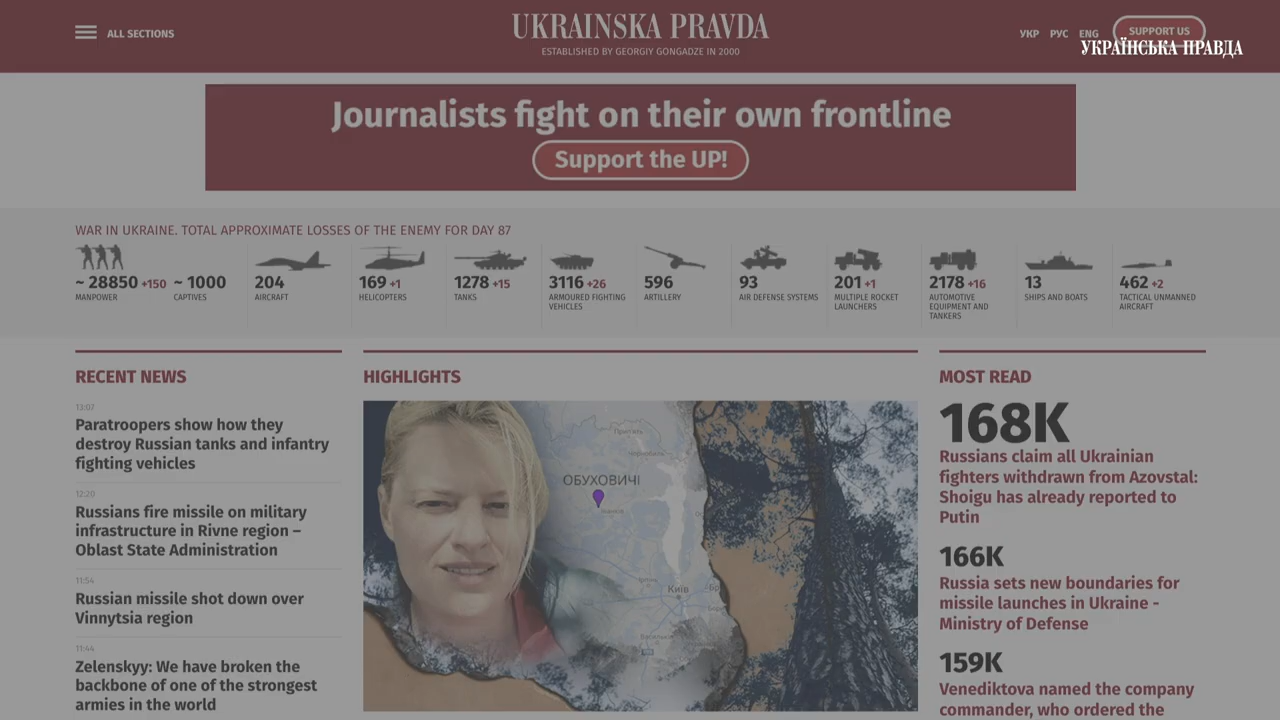 ALL SECTIONS
UKRAINSKA PRAVDA
ESTABLISHED BY GEORGIY GONGADZE IN 2000
УКР РУС ENG
SUPPORT US
УКРАЇНСЬКА ПРАВДА
Journalists fight on their own frontline
Support the UP!
WAR IN UKRAINE. TOTAL APPROXIMATE LOSSES OF THE ENEMY FOR DAY 87
~ 28850 +150
MANPOWER
~ 1000
CAPTIVES
204
AIRCRAFT
169 +1
HELICOPTERS
1278 +15
TANKS
3116 +26
ARMOURED FIGHTING
VEHICLES
596
ARTILLERY
93
AIR DEFENSE SYSTEMS
201 +1
MULTIPLE ROCKET
LAUNCHERS
2178 +16
AUTOMOTIVE
EQUIPMENT AND
TANKERS
13
SHIPS AND BOATS
462 +2
TACTICAL UNMANNED
AIRCRAFT
RECENT NEWS
13:07
Paratroopers show how they
destroy Russian tanks and infantry
fighting vehicles
12:20
Russians fire missile on military
infrastructure in Rivne region –
Oblast State Administration
11:54
Russian missile shot down over
Vinnytsia region
11:44
Zelenskyy: We have broken the
backbone of one of the strongest
armies in the world
HIGHLIGHTS
ОБУХОВИЧІ
Київ
MOST READ
168K
Russians claim all Ukrainian
fighters withdrawn from Azovstal:
Shoigu has already reported to
Putin
166K
Russia sets new boundaries for
missile launches in Ukraine -
Ministry of Defense
159K
Venediktova named the company
commander, who ordered the